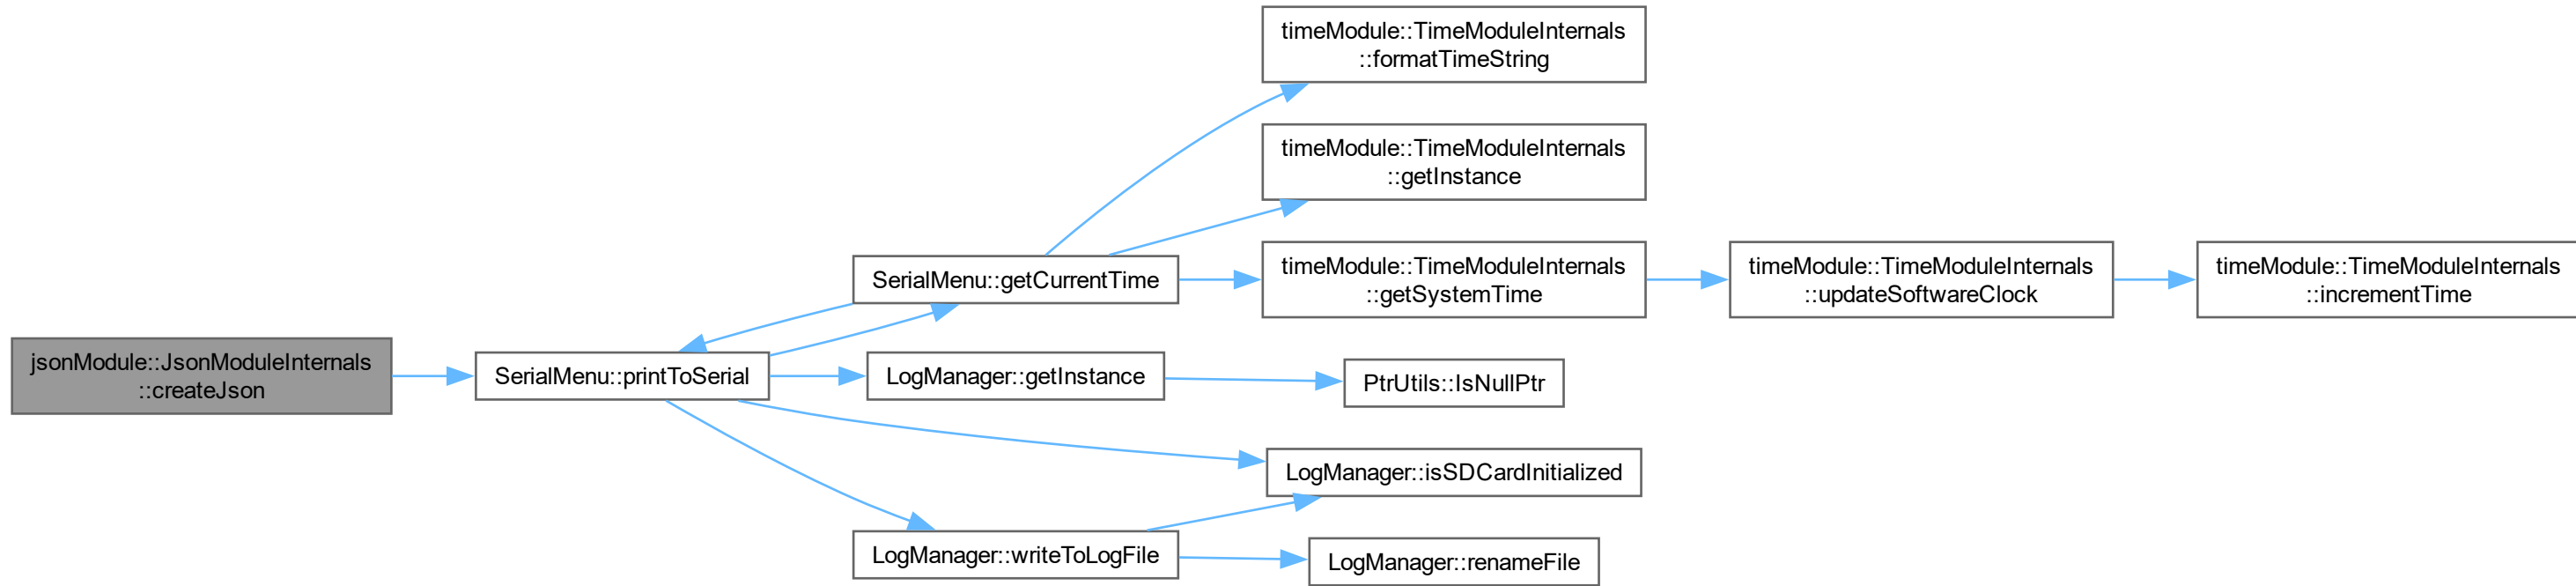 timeModule::TimeModuleInternals
::formatTimeString
timeModule::TimeModuleInternals
::getInstance
SerialMenu::getCurrentTime
timeModule::TimeModuleInternals
::getSystemTime
timeModule::TimeModuleInternals
::updateSoftwareClock
timeModule::TimeModuleInternals
::incrementTime
jsonModule::JsonModuleInternals
::createJson
SerialMenu::printToSerial
LogManager::getInstance
PtrUtils::IsNullPtr
LogManager::isSDCardInitialized
LogManager::writeToLogFile
LogManager::renameFile